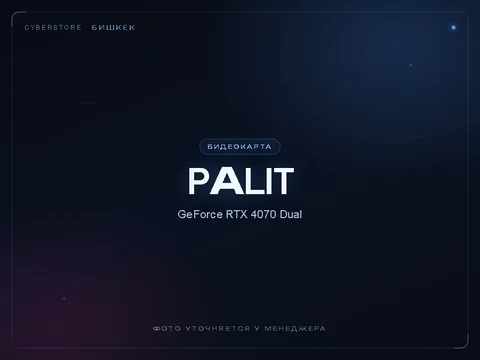 CYBERSTORE · БИШКЕК
ВИДЕОКАРТА
PALIT
GeForce RTX 4070 Dual
ФОТО УТОЧНЯЕТСЯ У МЕНЕДЖЕРА